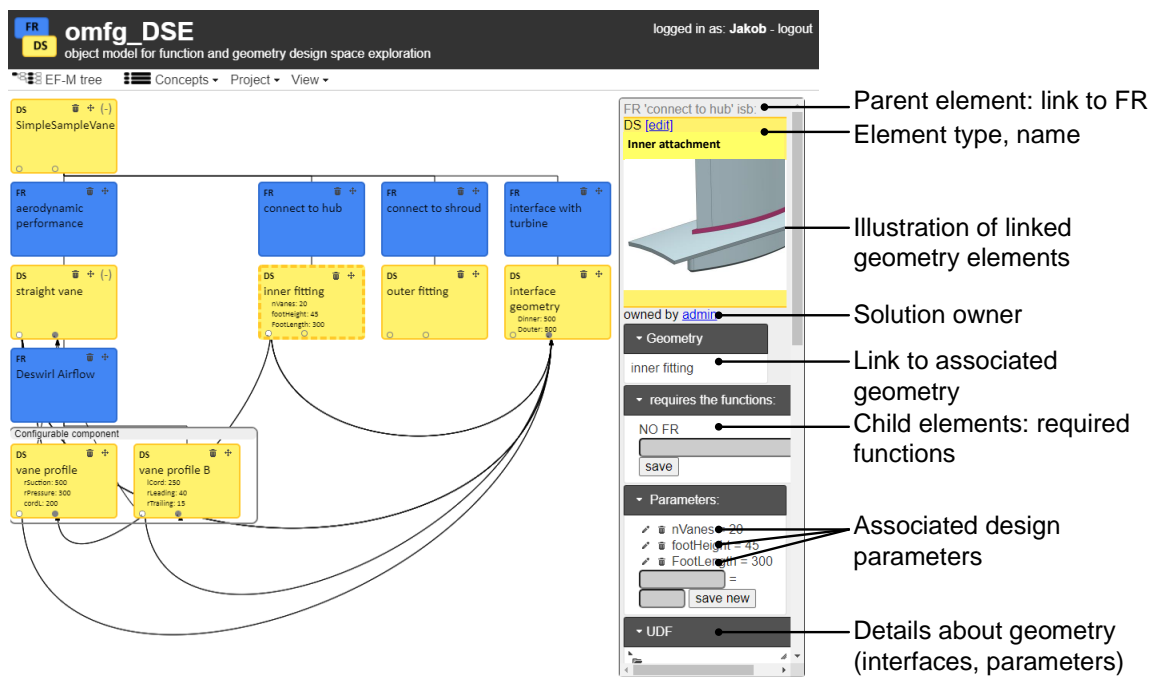 FR
DS
omfg_DSE
object model for function and geometry design space exploration
logged in as: Jakob - logout
EF-M tree
Concepts
Project
View
DS
(-)
SimpleSampleVane
FR
aerodynamic
performance
FR
connect to hub
FR
connect to shroud
FR
interface with
turbine
DS
(-)
straight vane
DS
inner fitting
nVanes: 20
footHeight: 45
FootLength: 300
DS
outer fitting
DS
interface
geometry
Dinner: 500
Douter: 800
FR
Deswirl Airflow
Configurable component
DS
vane profile
rSuction: 500
rPressure: 300
cordL: 200
DS
vane profile B
lCord: 250
rLeading: 40
rTrailing: 15
FR 'connect to hub' isb:
DS [edit]
Inner attachment
owned by admin
Geometry
inner fitting
requires the functions:
NO FR
save
Parameters:
nVanes = 20
footHeight = 45
FootLength = 300
=
save new
UDF
Parent element: link to FR
Element type, name
Illustration of linked
geometry elements
Solution owner
Link to associated
geometry
Child elements: required
functions
Associated design
parameters
Details about geometry
(interfaces, parameters)